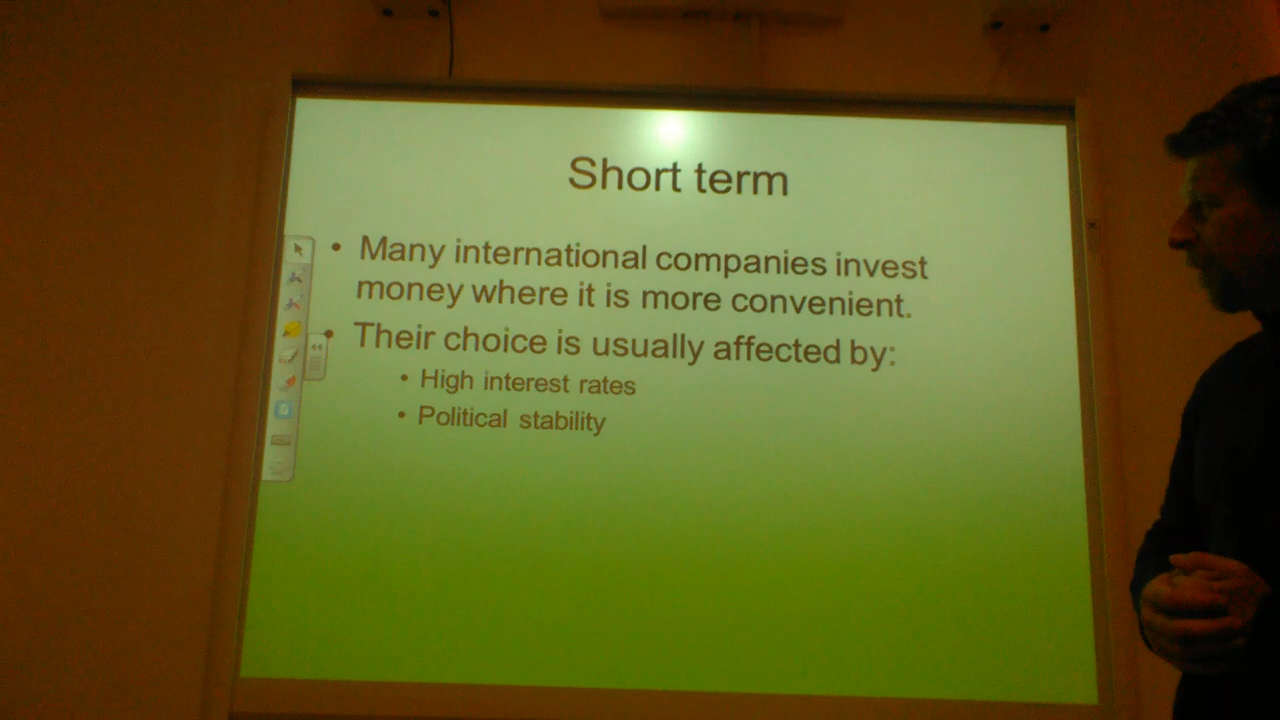 Short term
• Many international companies invest
money where it is more convenient.
• Their choice is usually affected by:
• High interest rates
• Political stability